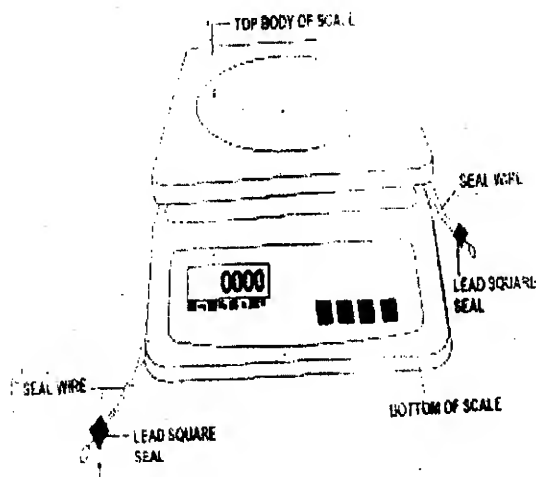 TOP BODY OF SCALE
SEAL WIRE
LEAD SQUARE
SEAL
0000
SEAL WIRE
BOTTOM OF SCALE
LEAD SQUARE
SEAL